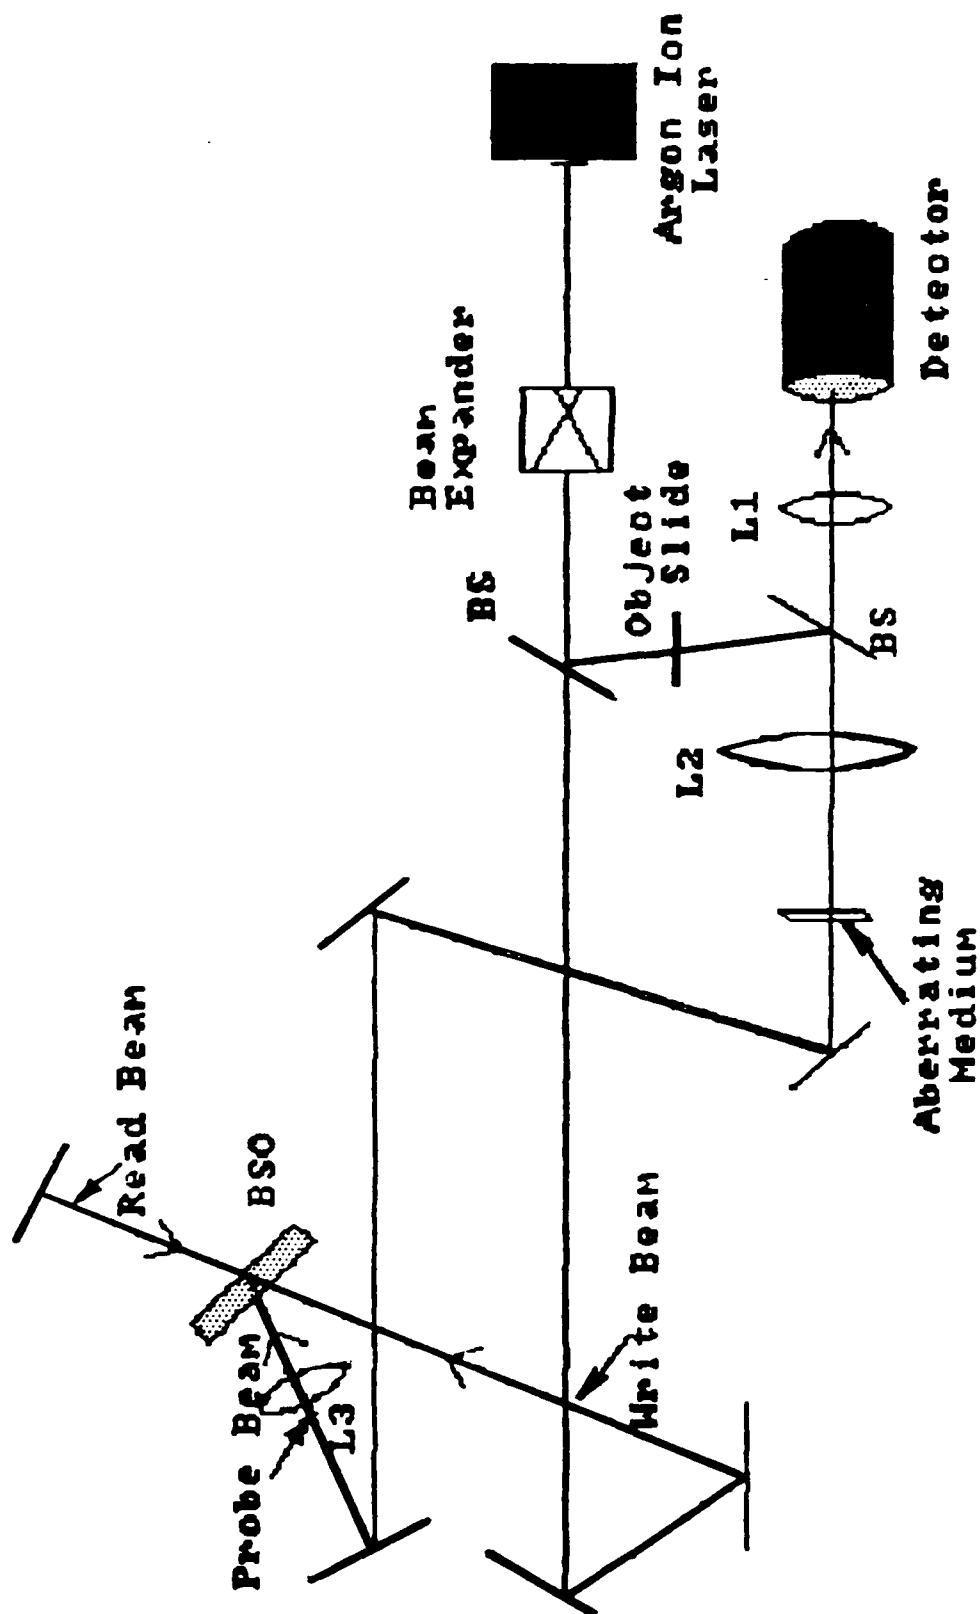 Argon Ion
Laser
Detector
Beam
Expander
BS
Object
Slide
L1
BS
L2
Aberrating
Medium
Read Beam
BSO
Write Beam
Probe Beam
L3